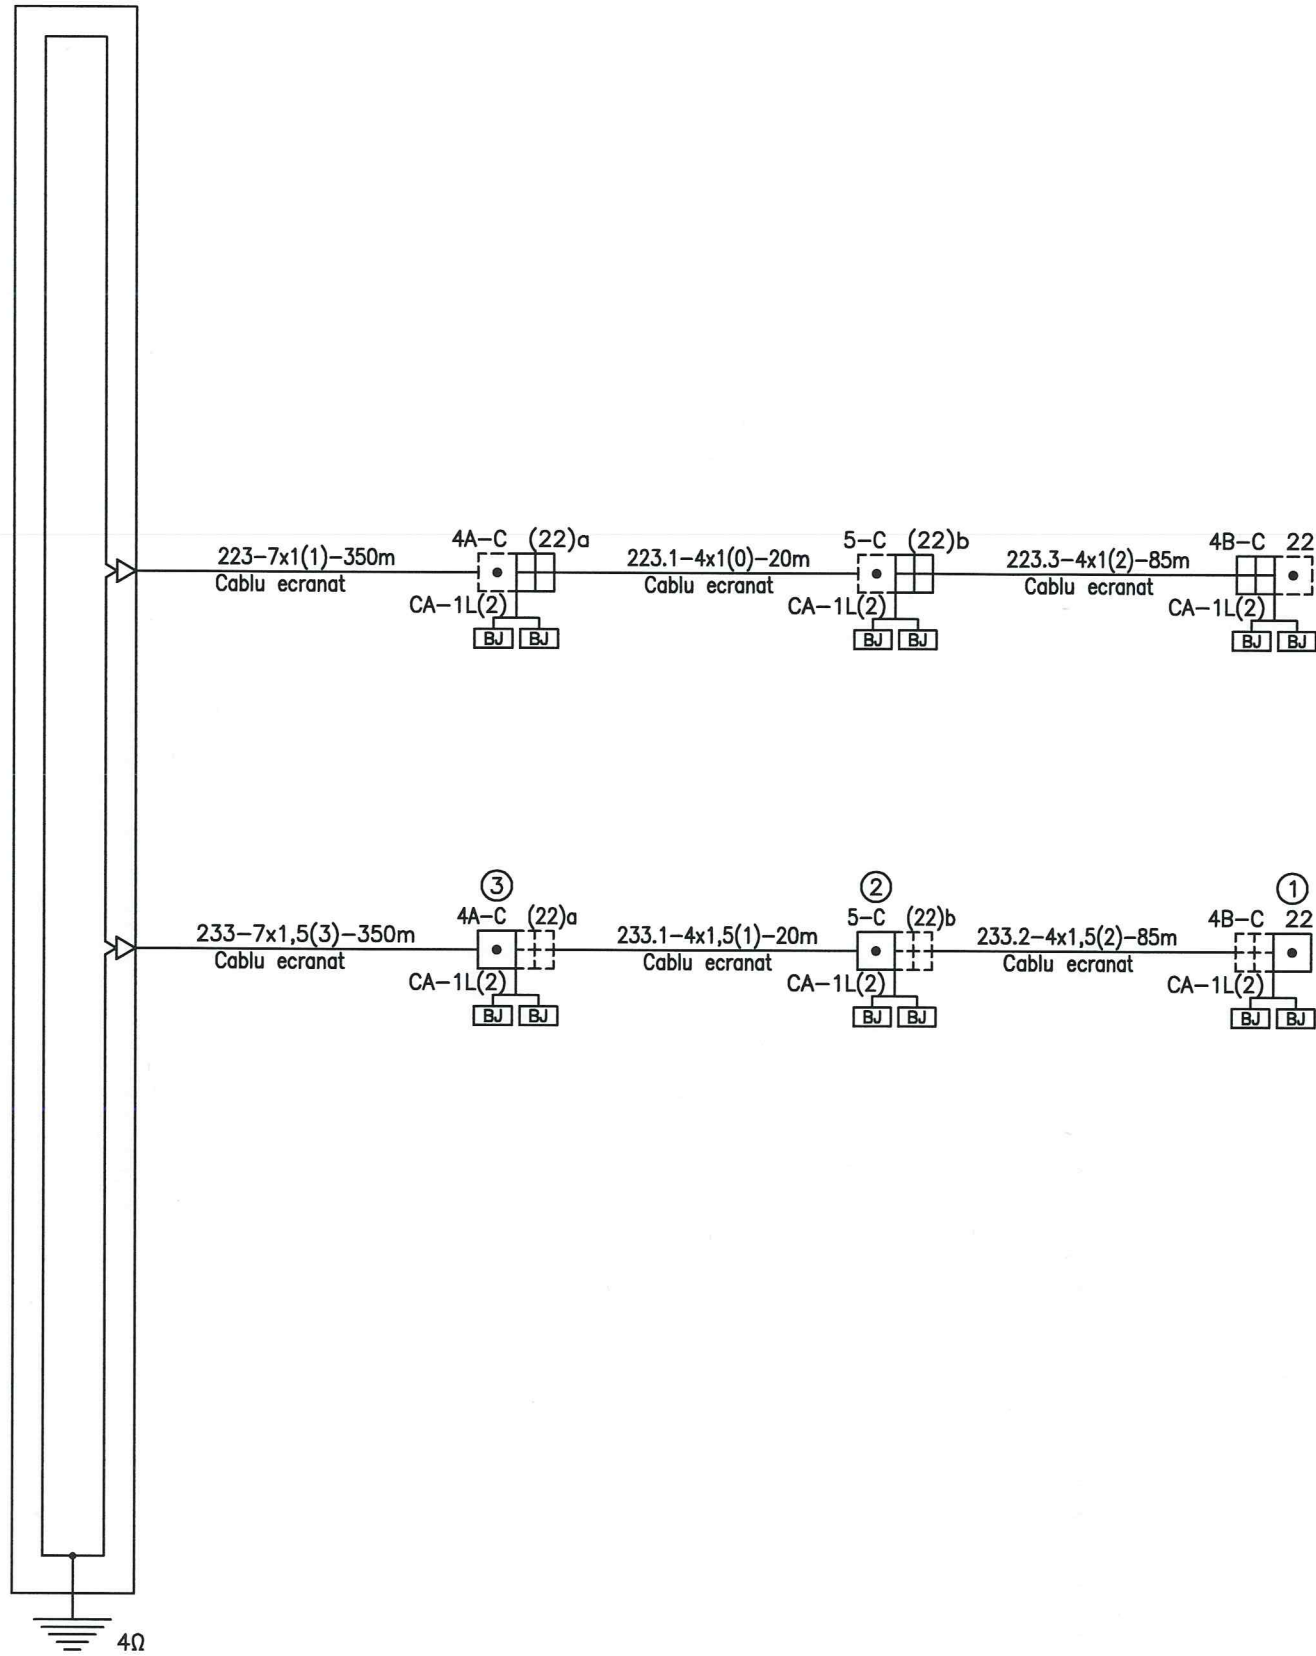 4A-C (22)a
5-C (22)b
4B-C 22
223-7x1(1)-350m
223.1-4x1(0)-20m
223.3-4x1(2)-85m
Cablu ecranat
Cablu ecranat
Cablu ecranat
CA-1L(2)
CA-1L(2)
CA-1L(2)
BJ BJ
BJ BJ
BJ BJ
3
2
1
4A-C (22)a
5-C (22)b
4B-C 22
233-7x1,5(3)-350m
233.1-4x1,5(1)-20m
233.2-4x1,5(2)-85m
Cablu ecranat
Cablu ecranat
Cablu ecranat
CA-1L(2)
CA-1L(2)
CA-1L(2)
BJ BJ
BJ BJ
BJ BJ
4Ω